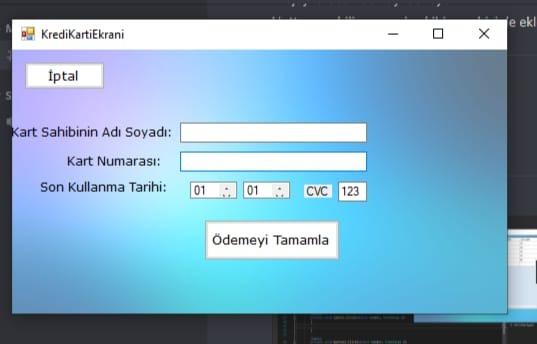 KrediKartiEkrani
İptal
Kart Sahibinin Adı Soyadı:
Kart Numarası:
Son Kullanma Tarihi: 01 01 CVC 123
Ödemeyi Tamamla